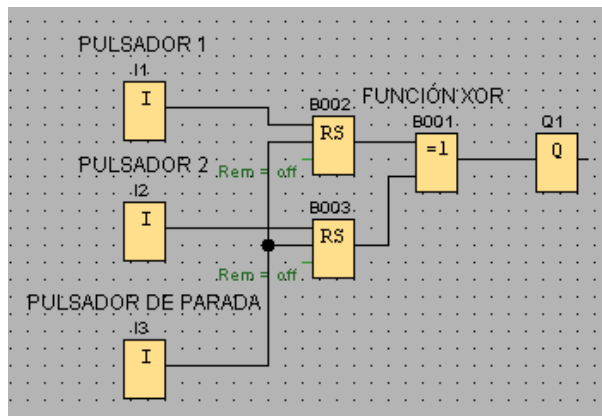 PULSADOR 1
I1
I
B002
RS
FUNCIÓN XOR
B001
=1
Q1
Q
PULSADOR 2
Rem = off
I2
I
B003
RS
Rem = off
PULSADOR DE PARADA
I3
I